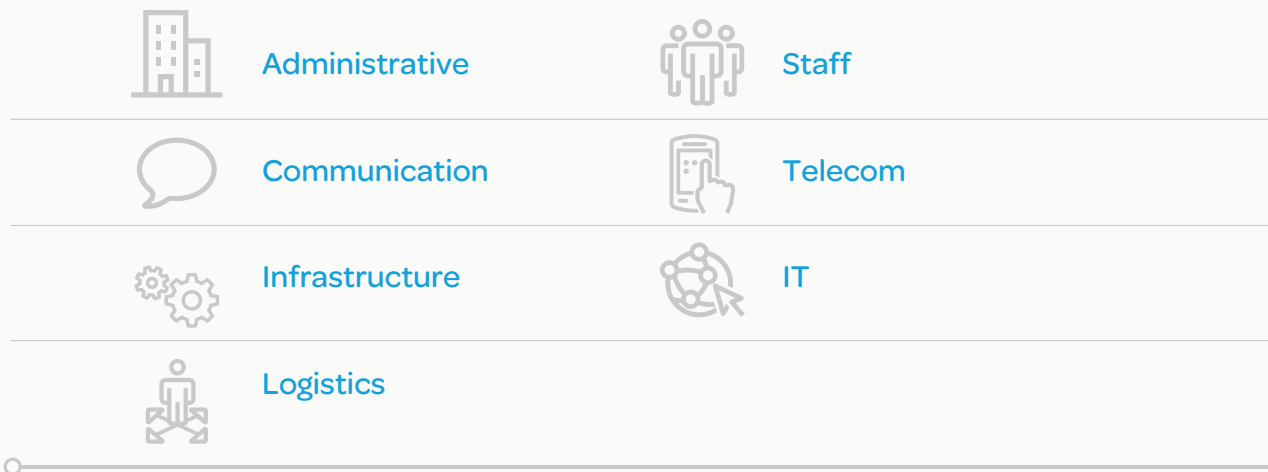 Administrative
Staff
Communication
Telecom
Infrastructure
IT
Logistics